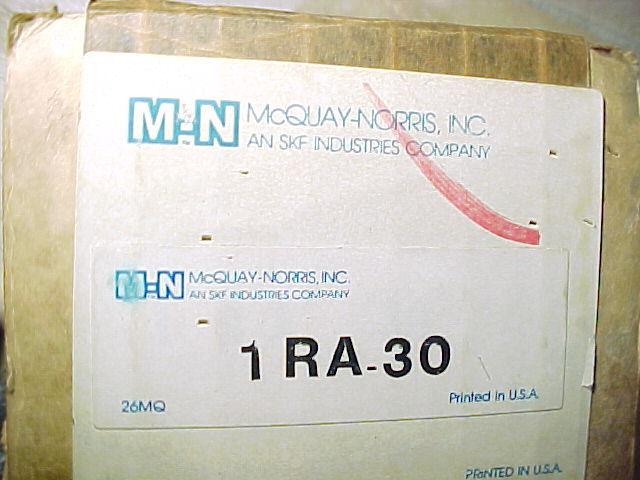 M-N McQUAY-NORRIS, INC.
AN SKF INDUSTRIES COMPANY
M-N McQUAY-NORRIS, INC.
AN SKF INDUSTRIES COMPANY
1 RA-30
26MQ Printed in U.S.A.
PRINTED IN U.S.A.